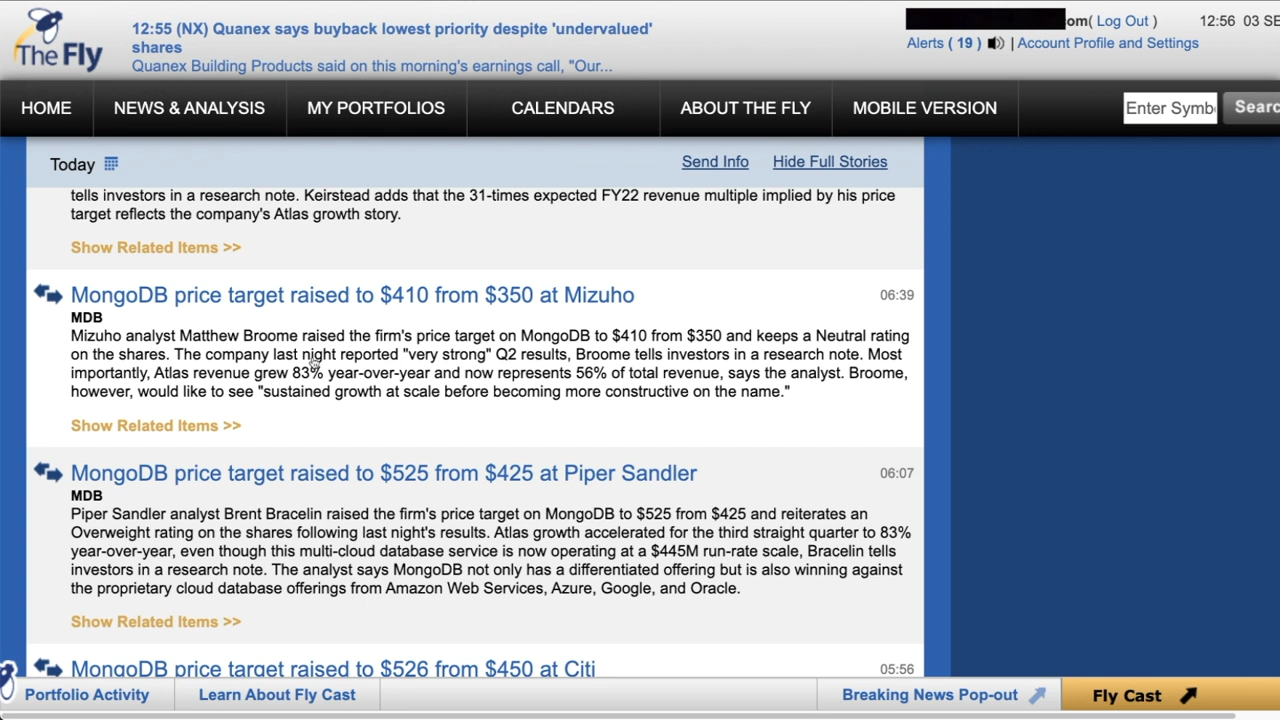 The Fly
12:55 (NX) Quanex says buyback lowest priority despite 'undervalued'
shares
Quanex Building Products said on this morning's earnings call, "Our...
om( Log Out )
12:56 03 SE
Alerts ( 19 ) | Account Profile and Settings
HOME NEWS & ANALYSIS MY PORTFOLIOS CALENDARS ABOUT THE FLY MOBILE VERSION Enter Symb Searc
Today Send Info Hide Full Stories
tells investors in a research note. Keirstead adds that the 31-times expected FY22 revenue multiple implied by his price
target reflects the company's Atlas growth story.
Show Related Items >>
MongoDB price target raised to $410 from $350 at Mizuho 06:39
MDB
Mizuho analyst Matthew Broome raised the firm's price target on MongoDB to $410 from $350 and keeps a Neutral rating
on the shares. The company last night reported "very strong" Q2 results, Broome tells investors in a research note. Most
importantly, Atlas revenue grew 83% year-over-year and now represents 56% of total revenue, says the analyst. Broome,
however, would like to see "sustained growth at scale before becoming more constructive on the name."
Show Related Items >>
MongoDB price target raised to $525 from $425 at Piper Sandler 06:07
MDB
Piper Sandler analyst Brent Bracelin raised the firm's price target on MongoDB to $525 from $425 and reiterates an
Overweight rating on the shares following last night's results. Atlas growth accelerated for the third straight quarter to 83%
year-over-year, even though this multi-cloud database service is now operating at a $445M run-rate scale, Bracelin tells
investors in a research note. The analyst says MongoDB not only has a differentiated offering but is also winning against
the proprietary cloud database offerings from Amazon Web Services, Azure, Google, and Oracle.
Show Related Items >>
MongoDB price target raised to $526 from $450 at Citi 05:56
Portfolio Activity Learn About Fly Cast Breaking News Pop-out Fly Cast